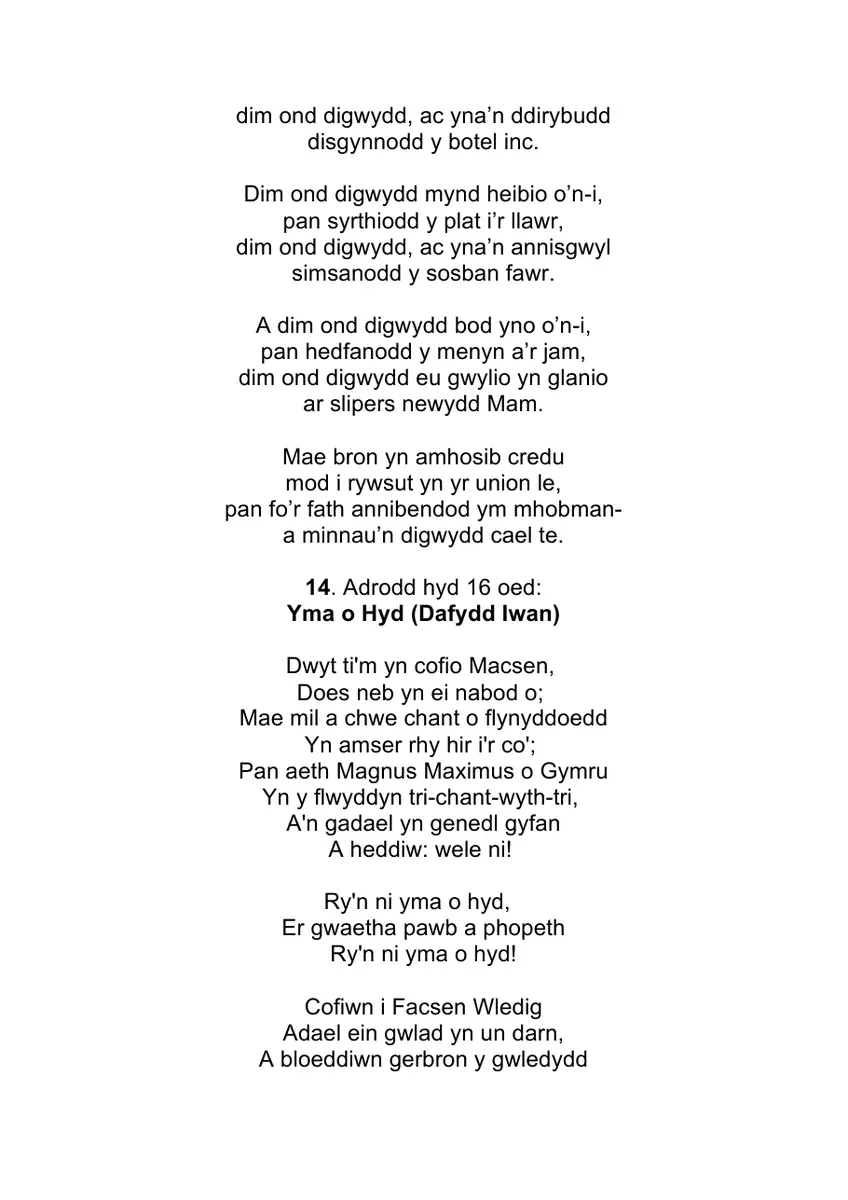 dim ond digwydd, ac yna’n ddirybudd
disgynnodd y botel inc.
Dim ond digwydd mynd heibio o’n-i,
pan syrthiodd y plat i’r llawr,
dim ond digwydd, ac yna’n annisgwyl
simsanodd y sosban fawr.
A dim ond digwydd bod yno o’n-i,
pan hedfanodd y menyn a’r jam,
dim ond digwydd eu gwylio yn glanio
ar slipers newydd Mam.
Mae bron yn amhosib credu
mod i rywsut yn yr union le,
pan fo’r fath annibendod ym mhobman-
a minnau’n digwydd cael te.
14. Adrodd hyd 16 oed:
Yma o Hyd (Dafydd Iwan)
Dwyt ti'm yn cofio Macsen,
Does neb yn ei nabod o;
Mae mil a chwe chant o flynyddoedd
Yn amser rhy hir i'r co';
Pan aeth Magnus Maximus o Gymru
Yn y flwyddyn tri-chant-wyth-tri,
A'n gadael yn genedl gyfan
A heddiw: wele ni!
Ry'n ni yma o hyd,
Er gwaetha pawb a phopeth
Ry'n ni yma o hyd!
Cofiwn i Facsen Wledig
Adael ein gwlad yn un darn,
A bloeddiwn gerbron y gwledydd